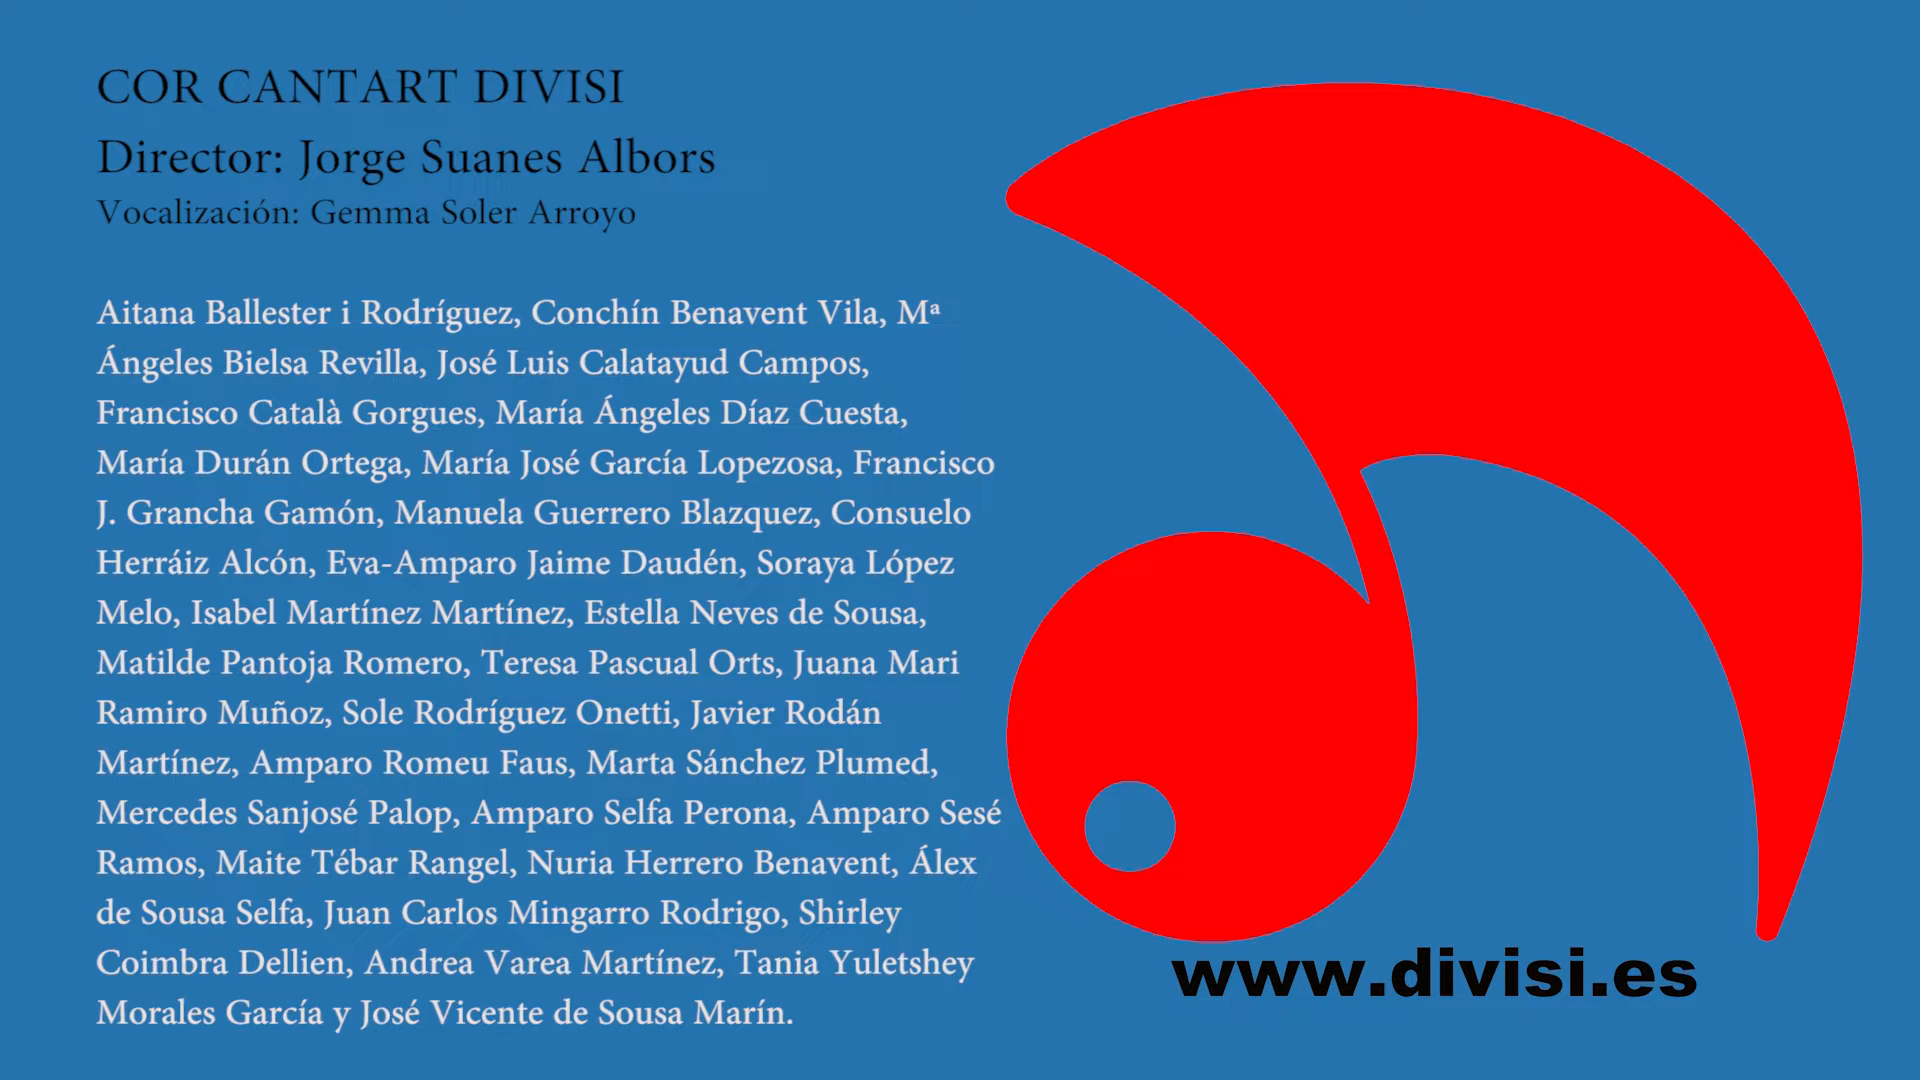 COR CANTART DIVISI
Director: Jorge Suanes Albors
Vocalización: Gemma Soler Arroyo
Aitana Ballester i Rodríguez, Conchín Benavent Vila, Mª
Ángeles Bielsa Revilla, José Luis Calatayud Campos,
Francisco Català Gorgues, María Ángeles Díaz Cuesta,
María Durán Ortega, María José García Lopezosa, Francisco
J. Grancha Gamón, Manuela Guerrero Blazquez, Consuelo
Herráiz Alcón, Eva-Amparo Jaime Daudén, Soraya López
Melo, Isabel Martínez Martínez, Estella Neves de Sousa,
Matilde Pantoja Romero, Teresa Pascual Orts, Juana Mari
Ramiro Muñoz, Sole Rodríguez Onetti, Javier Rodán
Martínez, Amparo Romeu Faus, Marta Sánchez Plumed,
Mercedes Sanjosé Palop, Amparo Selfa Perona, Amparo Sesé
Ramos, Maite Tébar Rangel, Nuria Herrero Benavent, Álex
de Sousa Selfa, Juan Carlos Mingarro Rodrigo, Shirley
Coimbra Dellien, Andrea Varea Martínez, Tania Yuletshey
Morales García y José Vicente de Sousa Marín.
www.divisi.es